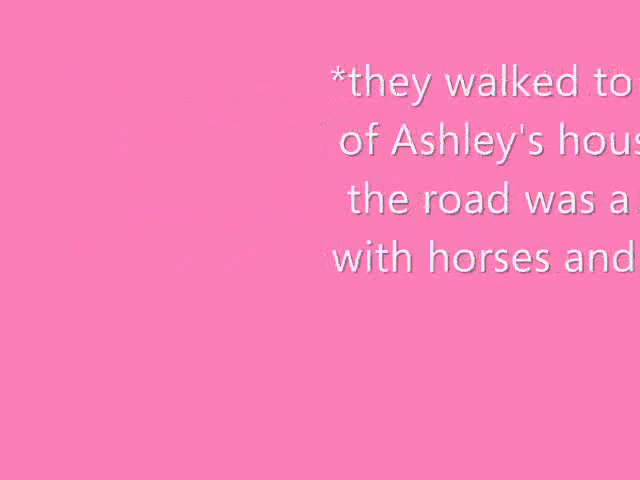 *they walked to
of Ashley's hous
the road was a
with horses and